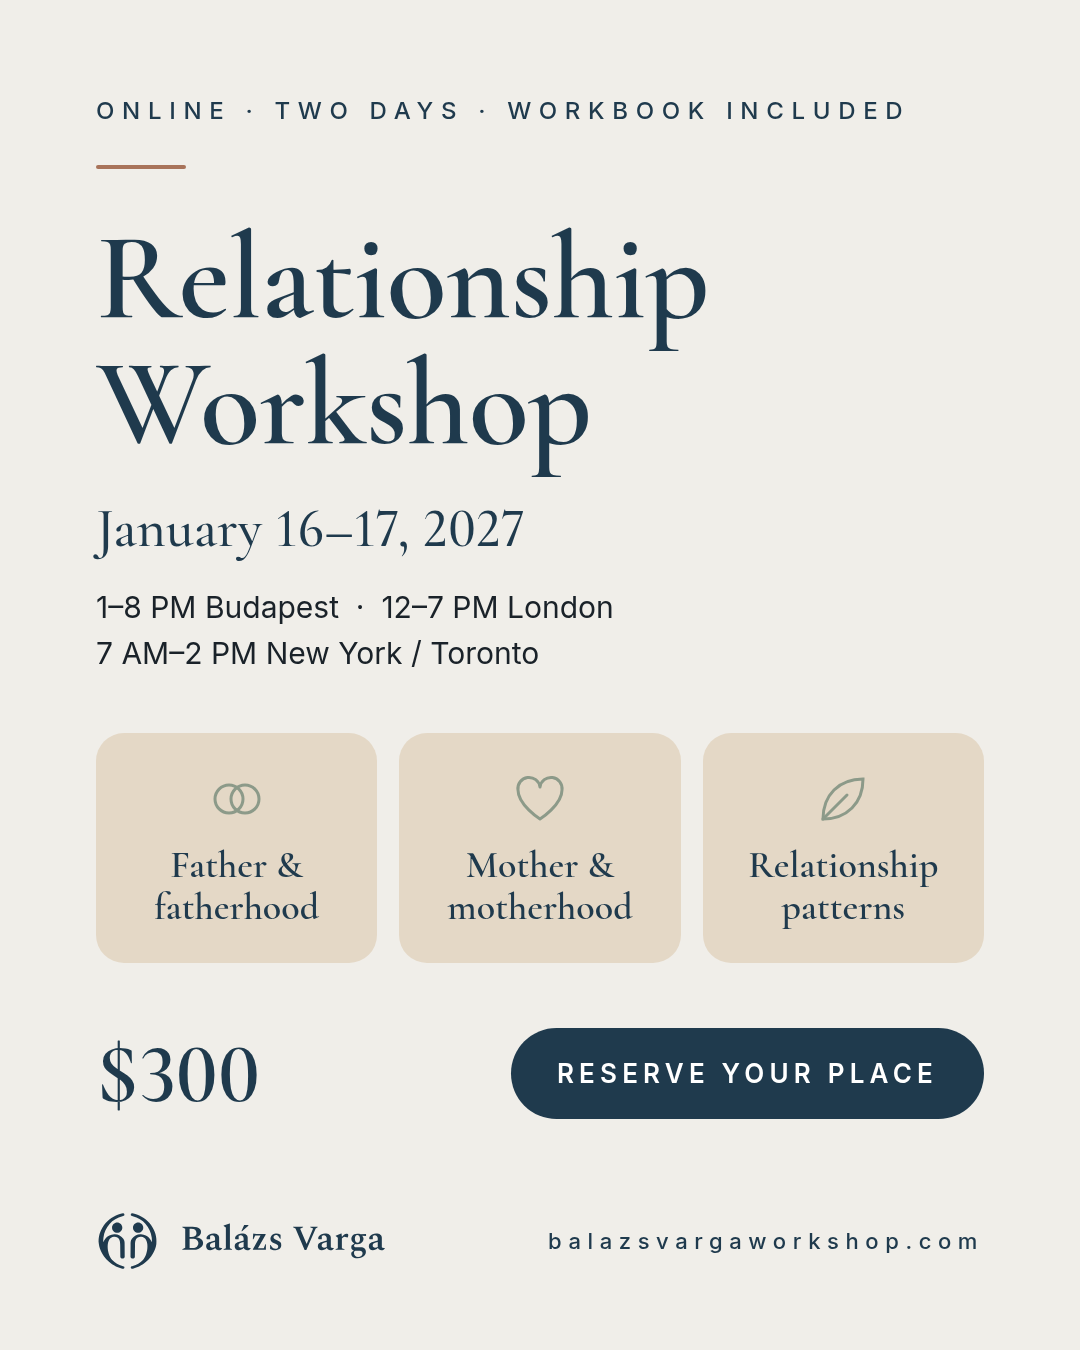 ONLINE · TWO DAYS · WORKBOOK INCLUDED
Relationship
Workshop
January 16–17, 2027
1–8 PM Budapest · 12–7 PM London
7 AM–2 PM New York / Toronto
Father &
fatherhood
Mother &
motherhood
Relationship
patterns
$300
RESERVE YOUR PLACE
Balázs Varga
balazsvargaworkshop.com